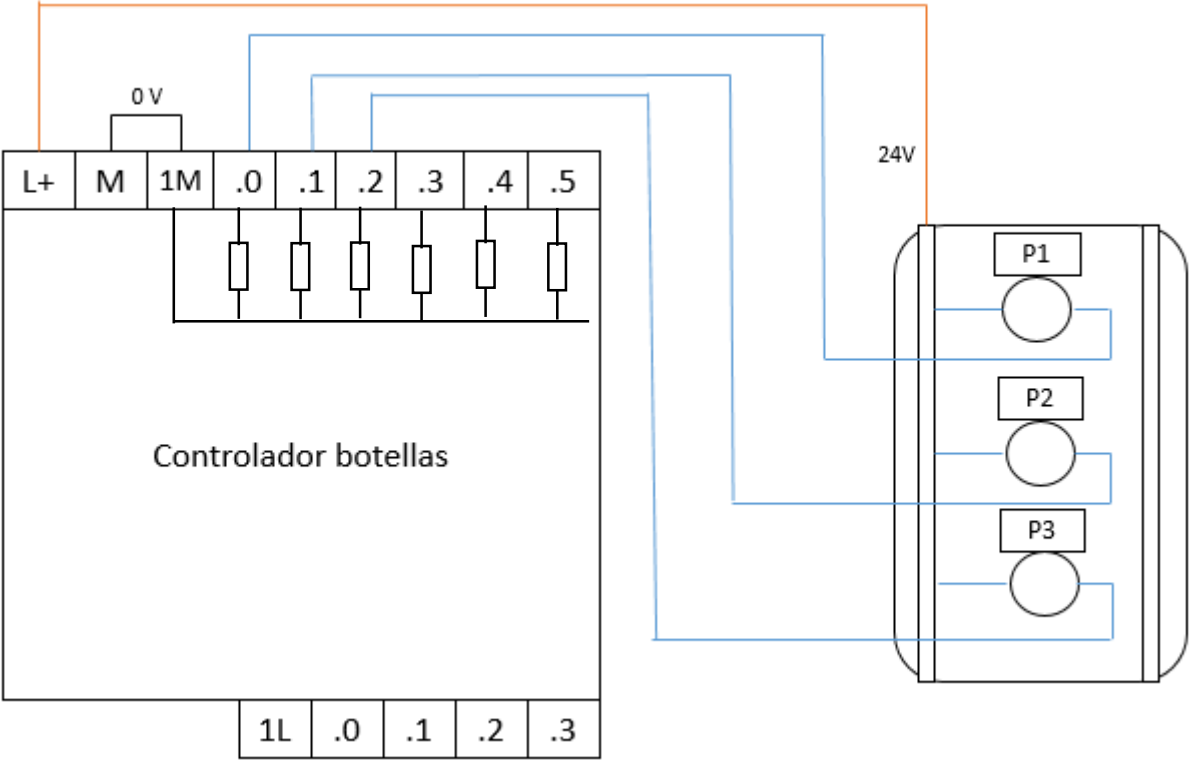 0 V
L+ M 1M .0 .1 .2 .3 .4 .5
24V
P1
P2
Controlador botellas
P3
1L .0 .1 .2 .3